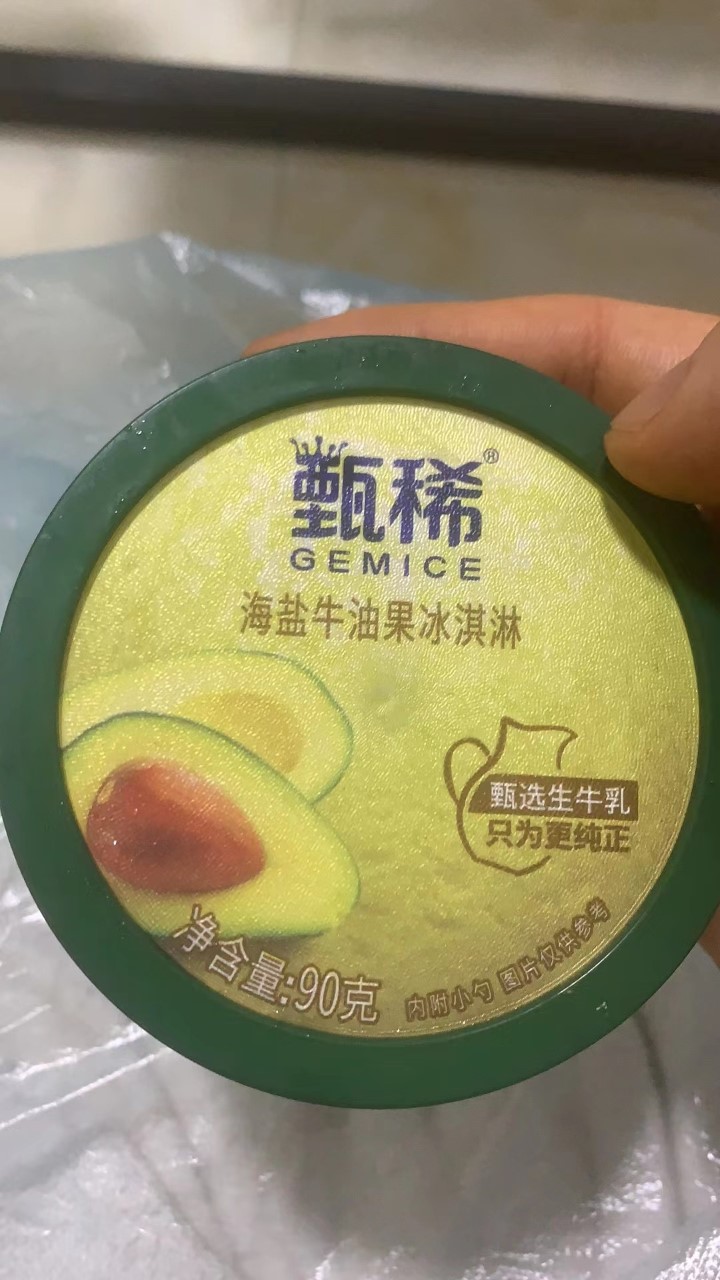 甄稀®
GEMICE
海盐牛油果冰淇淋
甄选生牛乳
只为更纯正
净含量:90克
内附小勺 图片仅供参考